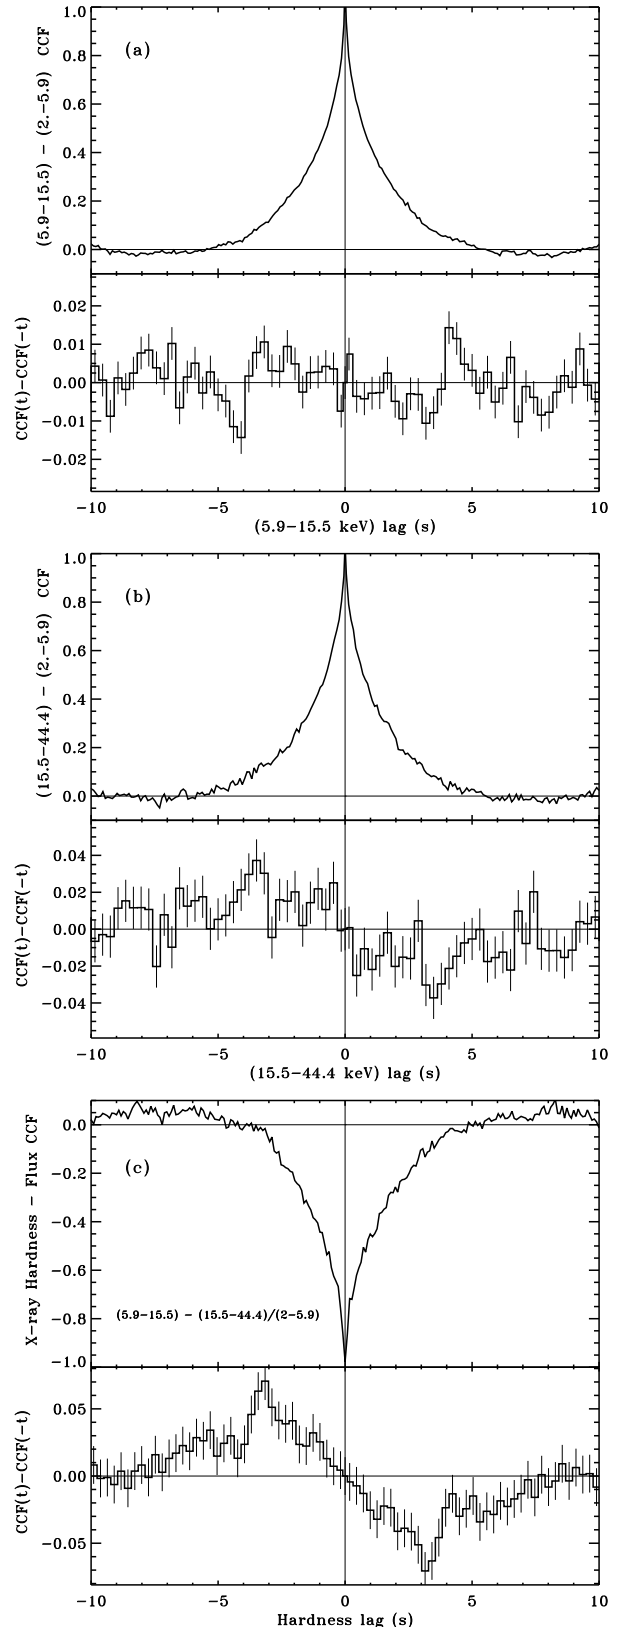 1.0
(a)
0.8
0.6
0.4
0.2
0.0
(5.9−15.5) − (2.−5.9) CCF
0.02
0.01
0.00
−0.01
−0.02
CCF(t)−CCF(−t)
−10 −5 0 5 10
(5.9−15.5 keV) lag (s)
1.0
(b)
0.8
0.6
0.4
0.2
0.0
(15.5−44.4) − (2.−5.9) CCF
0.04
0.02
0.00
−0.02
−0.04
CCF(t)−CCF(−t)
−10 −5 0 5 10
(15.5−44.4 keV) lag (s)
0.0
(c)
−0.2
−0.4
−0.6
−0.8
−1.0
X−ray Hardness − Flux CCF
(5.9−15.5) − (15.5−44.4)/(2−5.9)
0.05
0.00
−0.05
CCF(t)−CCF(−t)
−10 −5 0 5 10
Hardness lag (s)